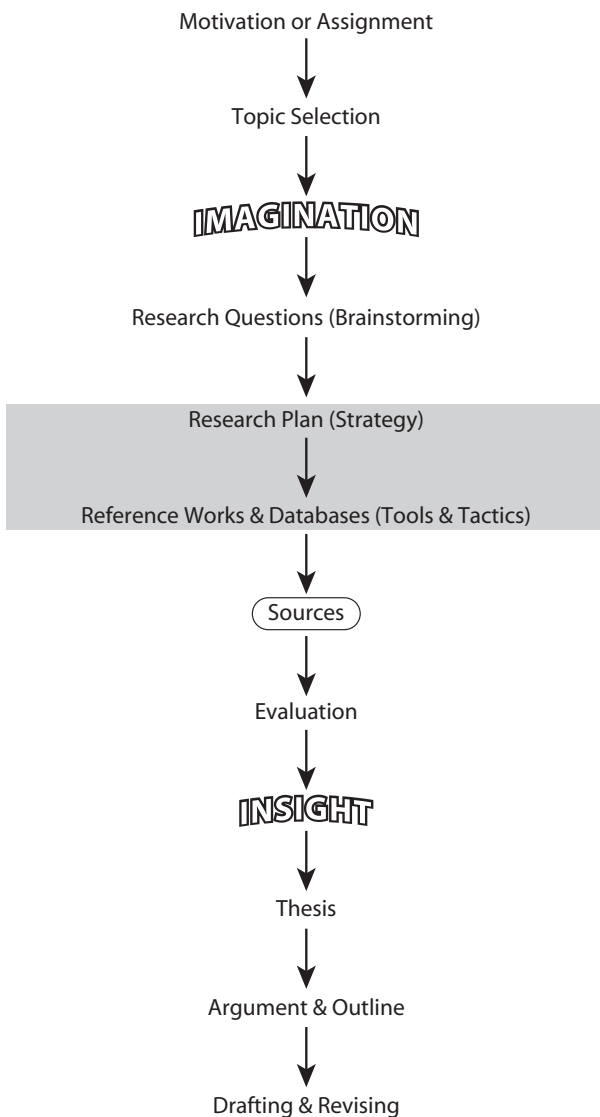 Motivation or Assignment
Topic Selection
IMAGINATION
Research Questions (Brainstorming)
Research Plan (Strategy)
Reference Works & Databases (Tools & Tactics)
Sources
Evaluation
INSIGHT
Thesis
Argument & Outline
Drafting & Revising